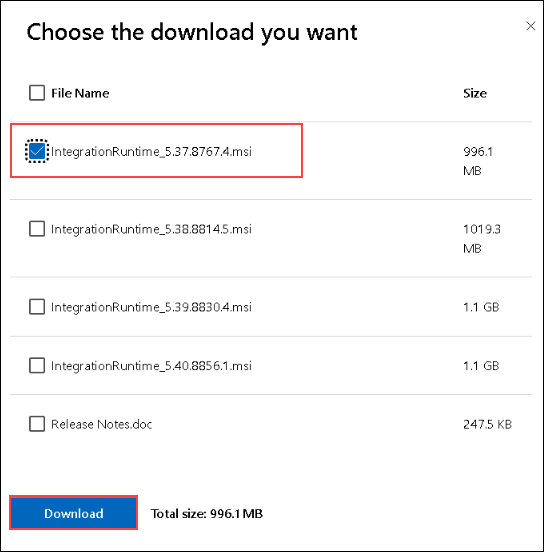 Choose the download you want
File Name Size
IntegrationRuntime_5.37.8767.4.msi 996.1
MB
IntegrationRuntime_5.38.8814.5.msi 1019.3
MB
IntegrationRuntime_5.39.8830.4.msi 1.1 GB
IntegrationRuntime_5.40.8856.1.msi 1.1 GB
Release Notes.doc 247.5 KB
Download Total size: 996.1 MB